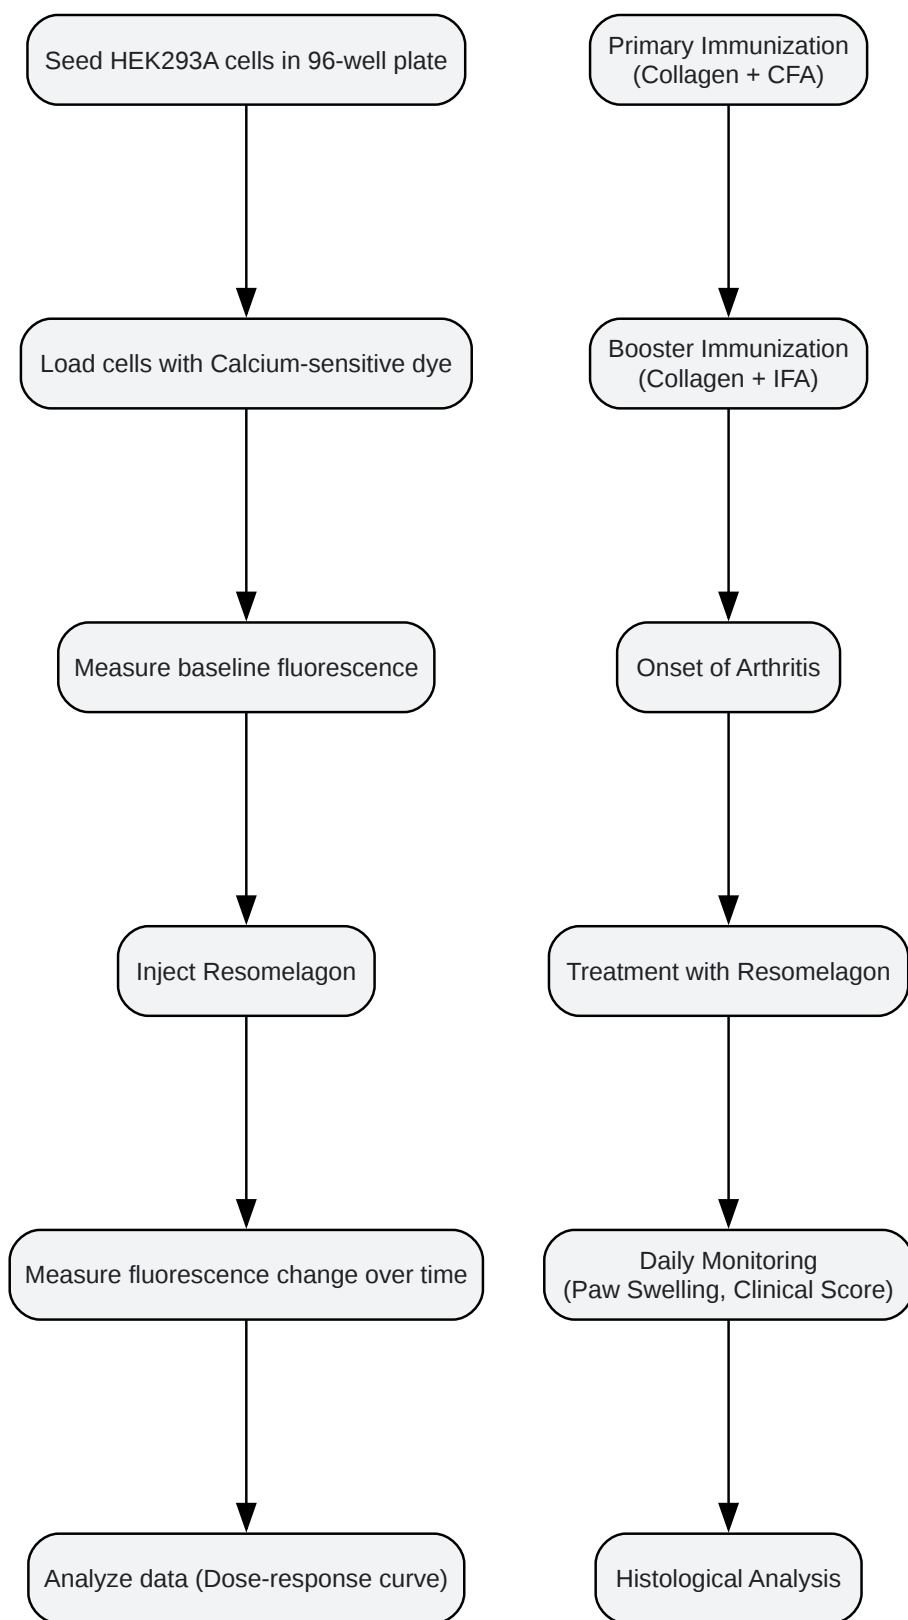 Seed HEK293A cells in 96-well plate
Load cells with Calcium-sensitive dye
Measure baseline fluorescence
Inject Resomelagon
Measure fluorescence change over time
Analyze data (Dose-response curve)
Primary Immunization
(Collagen + CFA)
Booster Immunization
(Collagen + IFA)
Onset of Arthritis
Treatment with Resomelagon
Daily Monitoring
(Paw Swelling, Clinical Score)
Histological Analysis